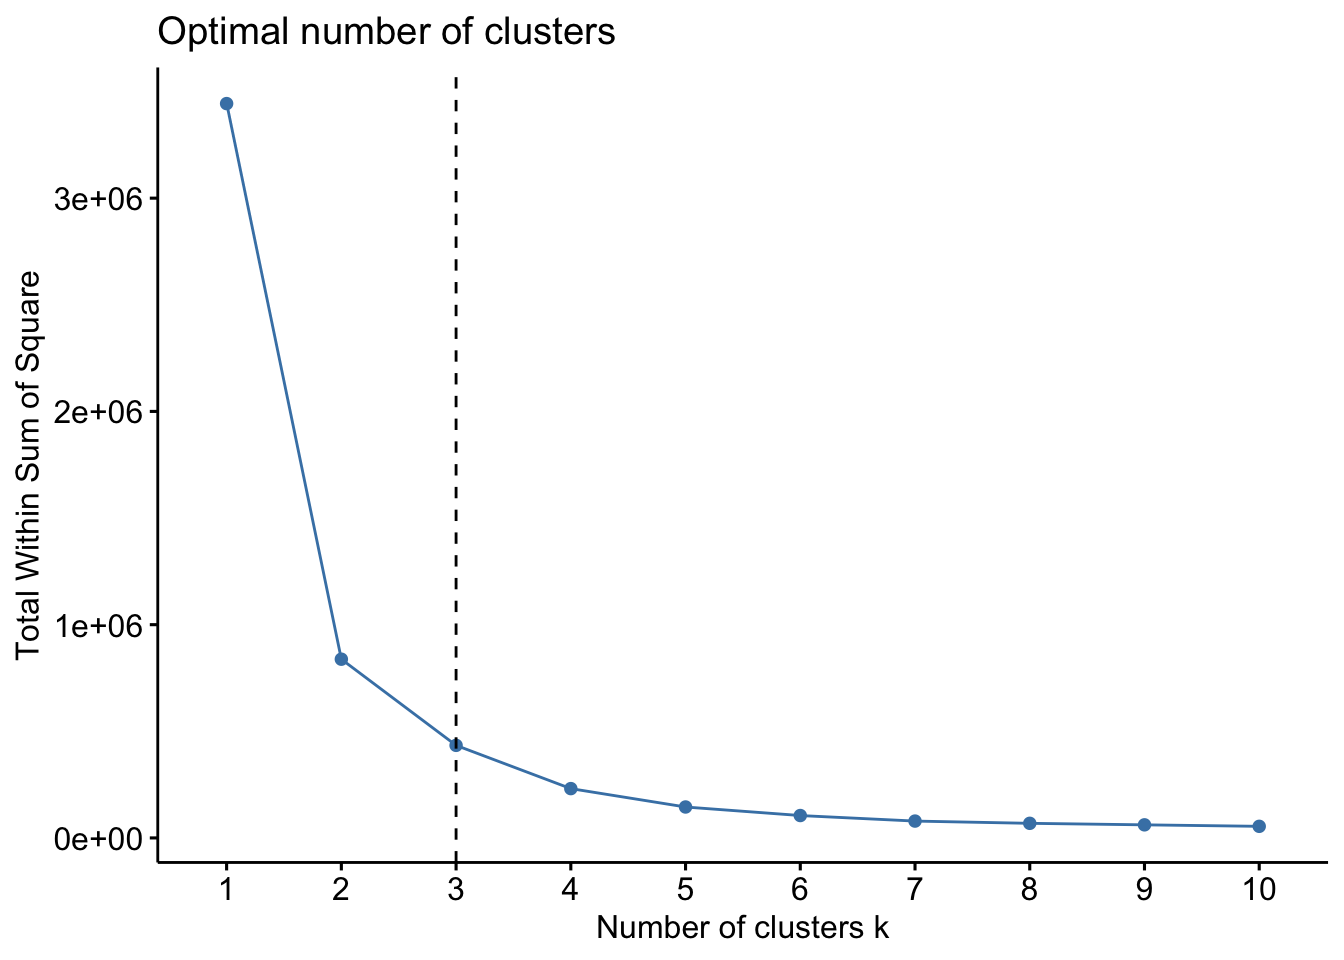 Optimal number of clusters
Total Within Sum of Square
3e+06
2e+06
1e+06
0e+00
1 2 3 4 5 6 7 8 9 10
Number of clusters k